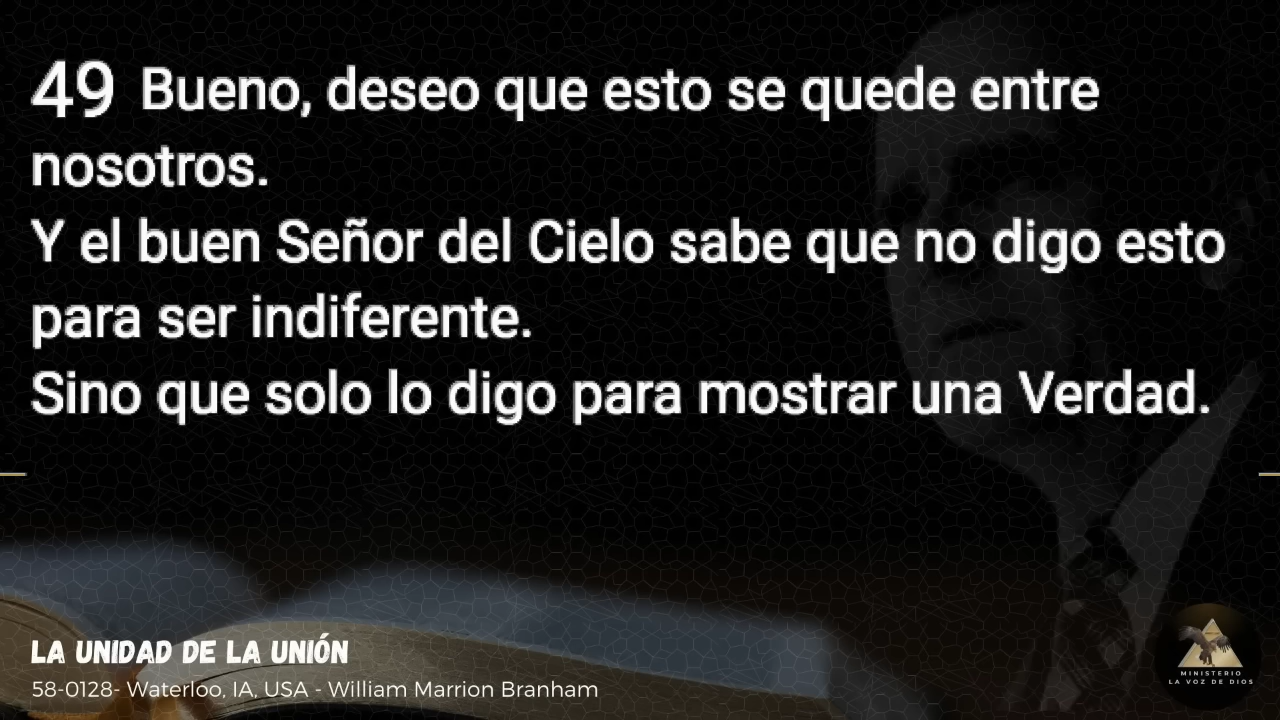 49 Bueno, deseo que esto se quede entre
nosotros.
Y el buen Señor del Cielo sabe que no digo esto
para ser indiferente.
Sino que solo lo digo para mostrar una Verdad.
LA UNIDAD DE LA UNIÓN
58-0128- Waterloo, IA, USA - William Marrion Branham
MINISTERIO
LA VOZ DE DIOS